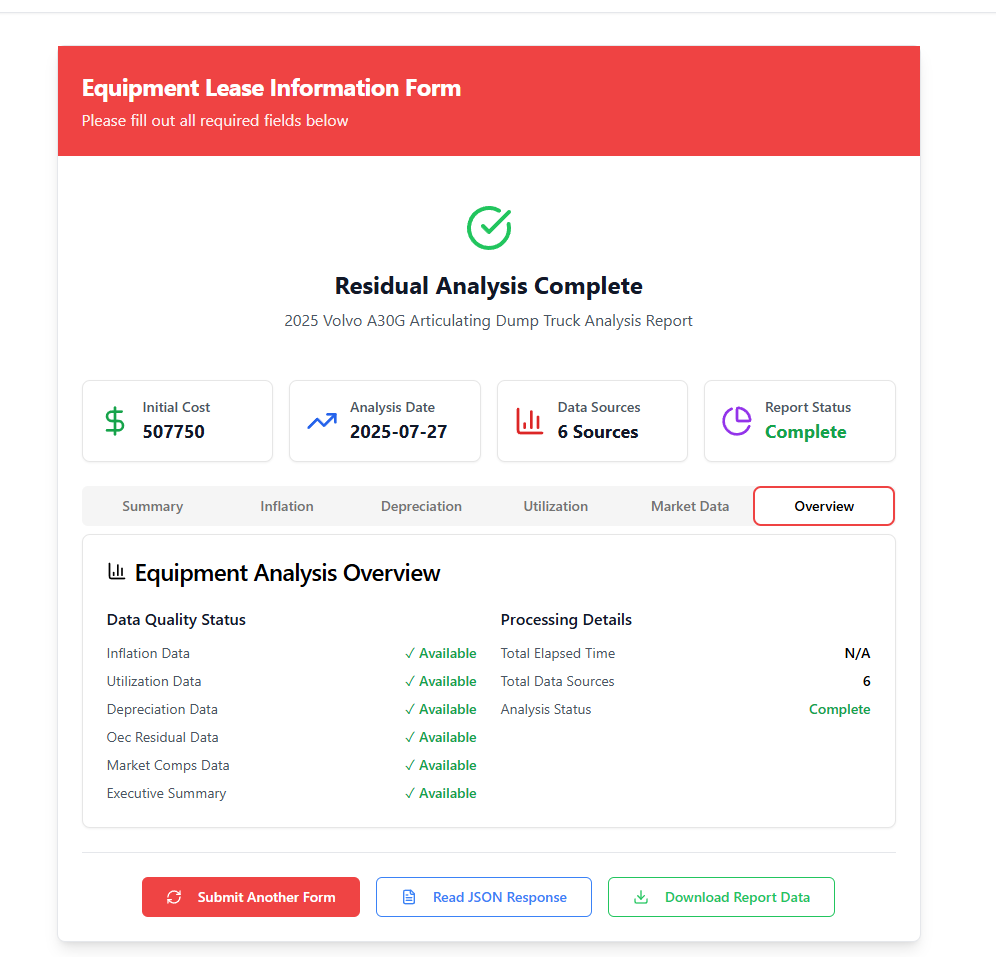 Equipment Lease Information Form
Please fill out all required fields below
Residual Analysis Complete
2025 Volvo A30G Articulating Dump Truck Analysis Report
Initial Cost
507750
Analysis Date
2025-07-27
Data Sources
6 Sources
Report Status
Complete
Summary Inflation Depreciation Utilization Market Data Overview
Equipment Analysis Overview
Data Quality Status
Inflation Data ✓ Available
Utilization Data ✓ Available
Depreciation Data ✓ Available
Oec Residual Data ✓ Available
Market Comps Data ✓ Available
Executive Summary ✓ Available
Processing Details
Total Elapsed Time N/A
Total Data Sources 6
Analysis Status Complete
Submit Another Form Read JSON Response Download Report Data